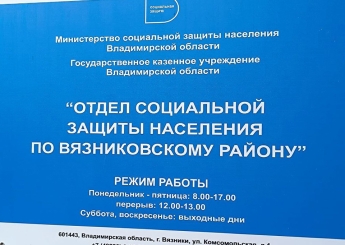 СОЦИАЛЬНАЯ
ЗАЩИТА
Министерство социальной защиты населения
Владимирской области
Государственное казенное учреждение
Владимирской области
“ОТДЕЛ СОЦИАЛЬНОЙ
ЗАЩИТЫ НАСЕЛЕНИЯ
ПО ВЯЗНИКОВСКОМУ РАЙОНУ”
РЕЖИМ РАБОТЫ
Понедельник - пятница: 8.00-17.00
перерыв: 12.00-13.00
Суббота, воскресенье: выходные дни
601443, Владимирская область, г. Вязники, ул. Комсомольская,